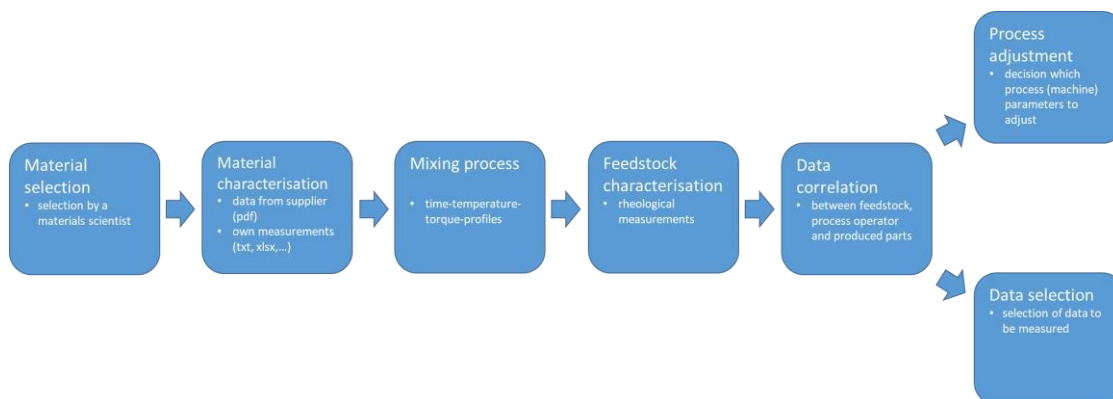 Material
selection
• selection by a
materials scientist
Material
characterisation
• data from supplier
(pdf)
• own measurements
(txt, xlsx,...)
Mixing process
• time-temperature-
torque-profiles
Feedstock
characterisation
• rheological
measurements
Data
correlation
• between feedstock,
process operator
and produced parts
Process
adjustment
• decision which
process (machine)
parameters to
adjust
Data selection
• selection of data to
be measured